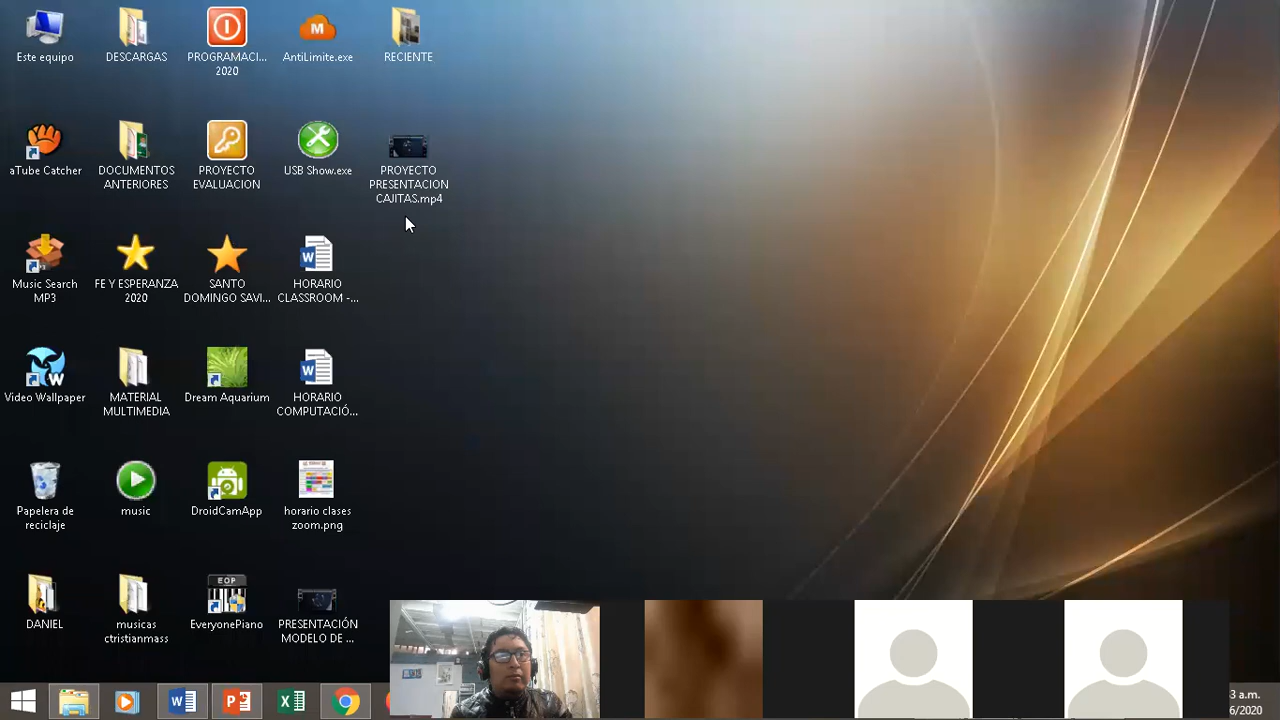 Este equipo
DESCARGAS
PROGRAMACI...
2020
M
AntiLimite.exe
RECIENTE
aTube Catcher
DOCUMENTOS
ANTERIORES
PROYECTO
EVALUACION
USB Show.exe
PROYECTO
PRESENTACION
CAJITAS.mp4
Music Search
MP3
FE Y ESPERANZA
2020
SANTO
DOMINGO SAVI...
W
HORARIO
CLASSROOM -...
W
Video Wallpaper
MATERIAL
MULTIMEDIA
Dream Aquarium
W
HORARIO
COMPUTACIÓ...
Papelera de
reciclaje
music
DroidCamApp
horario clases
zoom.png
DANIEL
musicas
ctristianmass
EOP
EveryonePiano
PRESENTACIÓN
MODELO DE ...
W
P
X
3 a.m.
6/2020